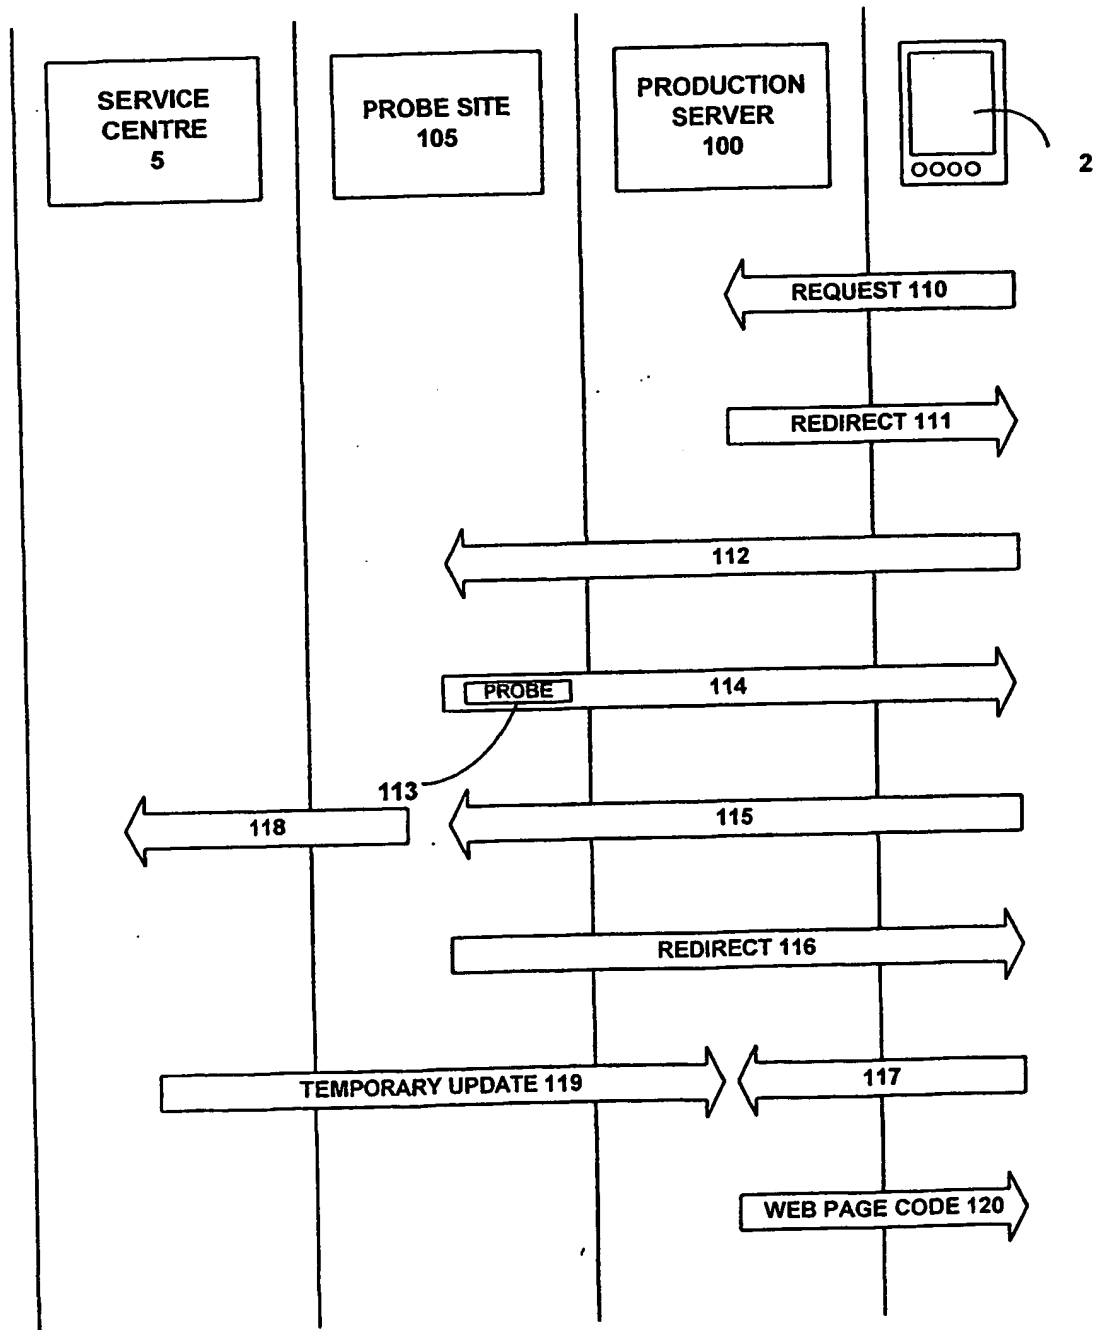 SERVICE
CENTRE
5
PROBE SITE
105
PRODUCTION
SERVER
100
2
REQUEST 110
REDIRECT 111
112
PROBE
114
113
118
115
REDIRECT 116
TEMPORARY UPDATE 119
117
WEB PAGE CODE 120